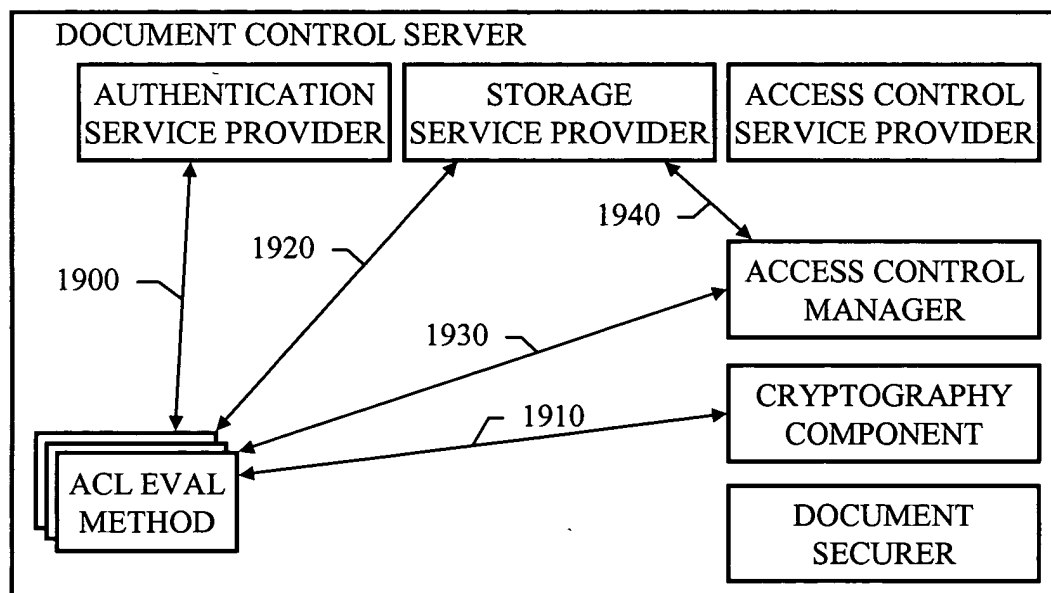 DOCUMENT CONTROL SERVER
AUTHENTICATION
SERVICE PROVIDER
STORAGE
SERVICE PROVIDER
ACCESS CONTROL
SERVICE PROVIDER
1940
1920
1900
ACCESS CONTROL
MANAGER
1930
CRYPTOGRAPHY
COMPONENT
1910
ACL EVAL
METHOD
DOCUMENT
SECURER